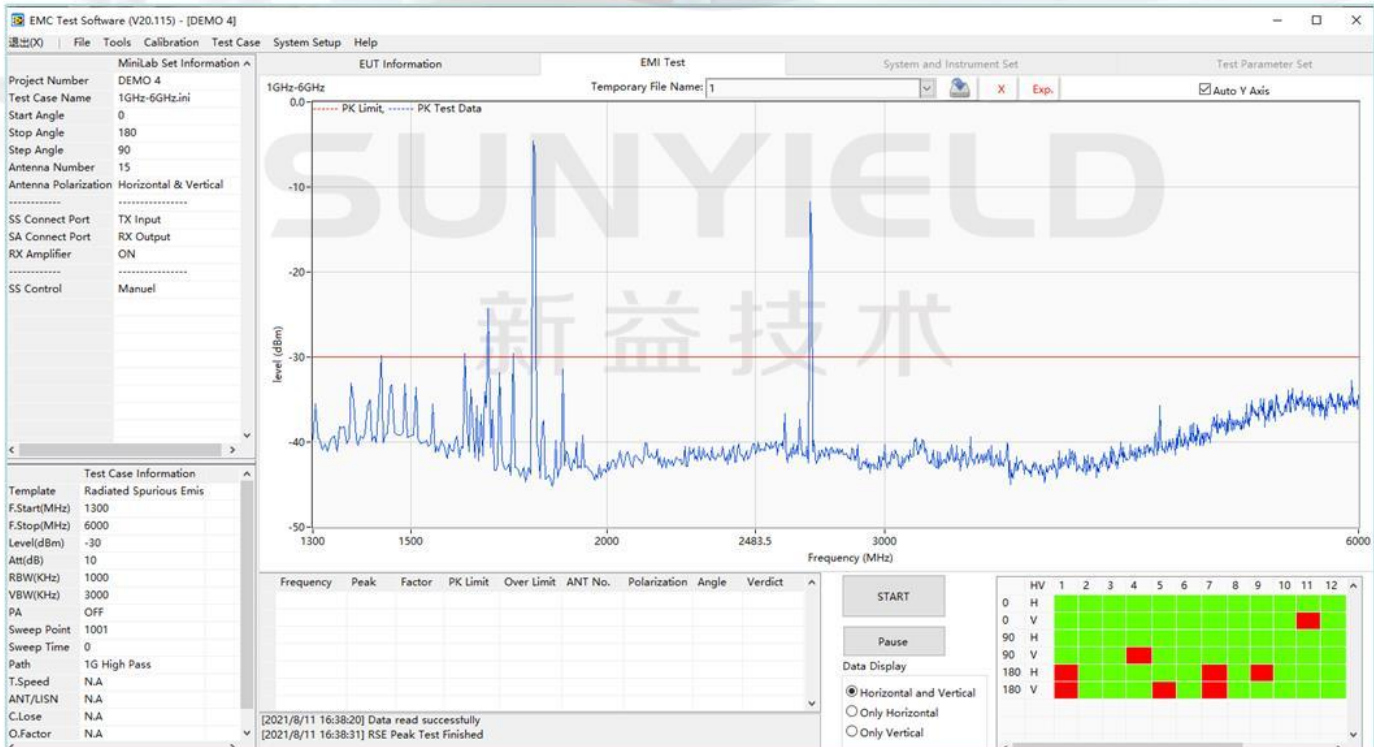 EMC Test Software (V20.115) - [DEMO 4]
退出(X) | File Tools Calibration Test Case System Setup Help
MiniLab Set Information
Project Number DEMO 4
Test Case Name 1GHz-6GHz.ini
Start Angle 0
Stop Angle 180
Step Angle 90
Antenna Number 15
Antenna Polarization Horizontal & Vertical
------------ ----------------
SS Connect Port TX Input
SA Connect Port RX Output
RX Amplifier ON
------------ ----------------
SS Control Manuel
Test Case Information
Template Radiated Spurious Emis
F.Start(MHz) 1300
F.Stop(MHz) 6000
Level(dBm) -30
Att(dB) 10
RBW(KHz) 1000
VBW(KHz) 3000
PA OFF
Sweep Point 1001
Sweep Time 0
Path 1G High Pass
T.Speed N.A
ANT/LISN N.A
C.Lose N.A
O.Factor N.A
EUT Information EMI Test System and Instrument Set Test Parameter Set
1GHz-6GHz Temporary File Name: 1 X Exp. Auto Y Axis
PK Limit, PK Test Data
SUNYIELD
新益技术
level (dBm)
0.0
-10
-20
-30
-40
-50
1300 1500 2000 2483.5 3000 6000
Frequency (MHz)
Frequency Peak Factor PK Limit Over Limit ANT No. Polarization Angle Verdict
[2021/8/11 16:38:20] Data read successfully
[2021/8/11 16:38:31] RSE Peak Test Finished
START
Pause
Data Display
Horizontal and Vertical
Only Horizontal
Only Vertical
HV 1 2 3 4 5 6 7 8 9 10 11 12
0 H
0 V
90 H
90 V
180 H
180 V